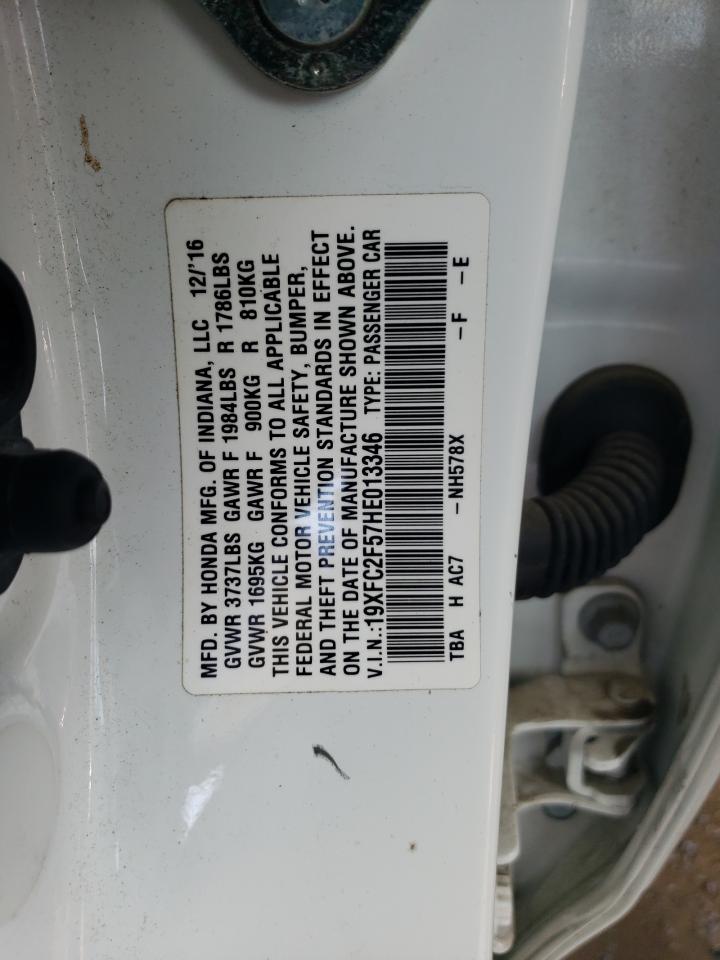 MFD. BY HONDA MFG. OF INDIANA, LLC 12/'16
GVWR 3737LBS GAWR F 1984LBS R 1786LBS
GVWR 1695KG GAWR F 900KG R 810KG
THIS VEHICLE CONFORMS TO ALL APPLICABLE
FEDERAL MOTOR VEHICLE SAFETY, BUMPER,
AND THEFT PREVENTION STANDARDS IN EFFECT
ON THE DATE OF MANUFACTURE SHOWN ABOVE.
V.I.N.:19XFC2F57HE013346 TYPE: PASSENGER CAR
TBA H AC7 -NH578X -F -E